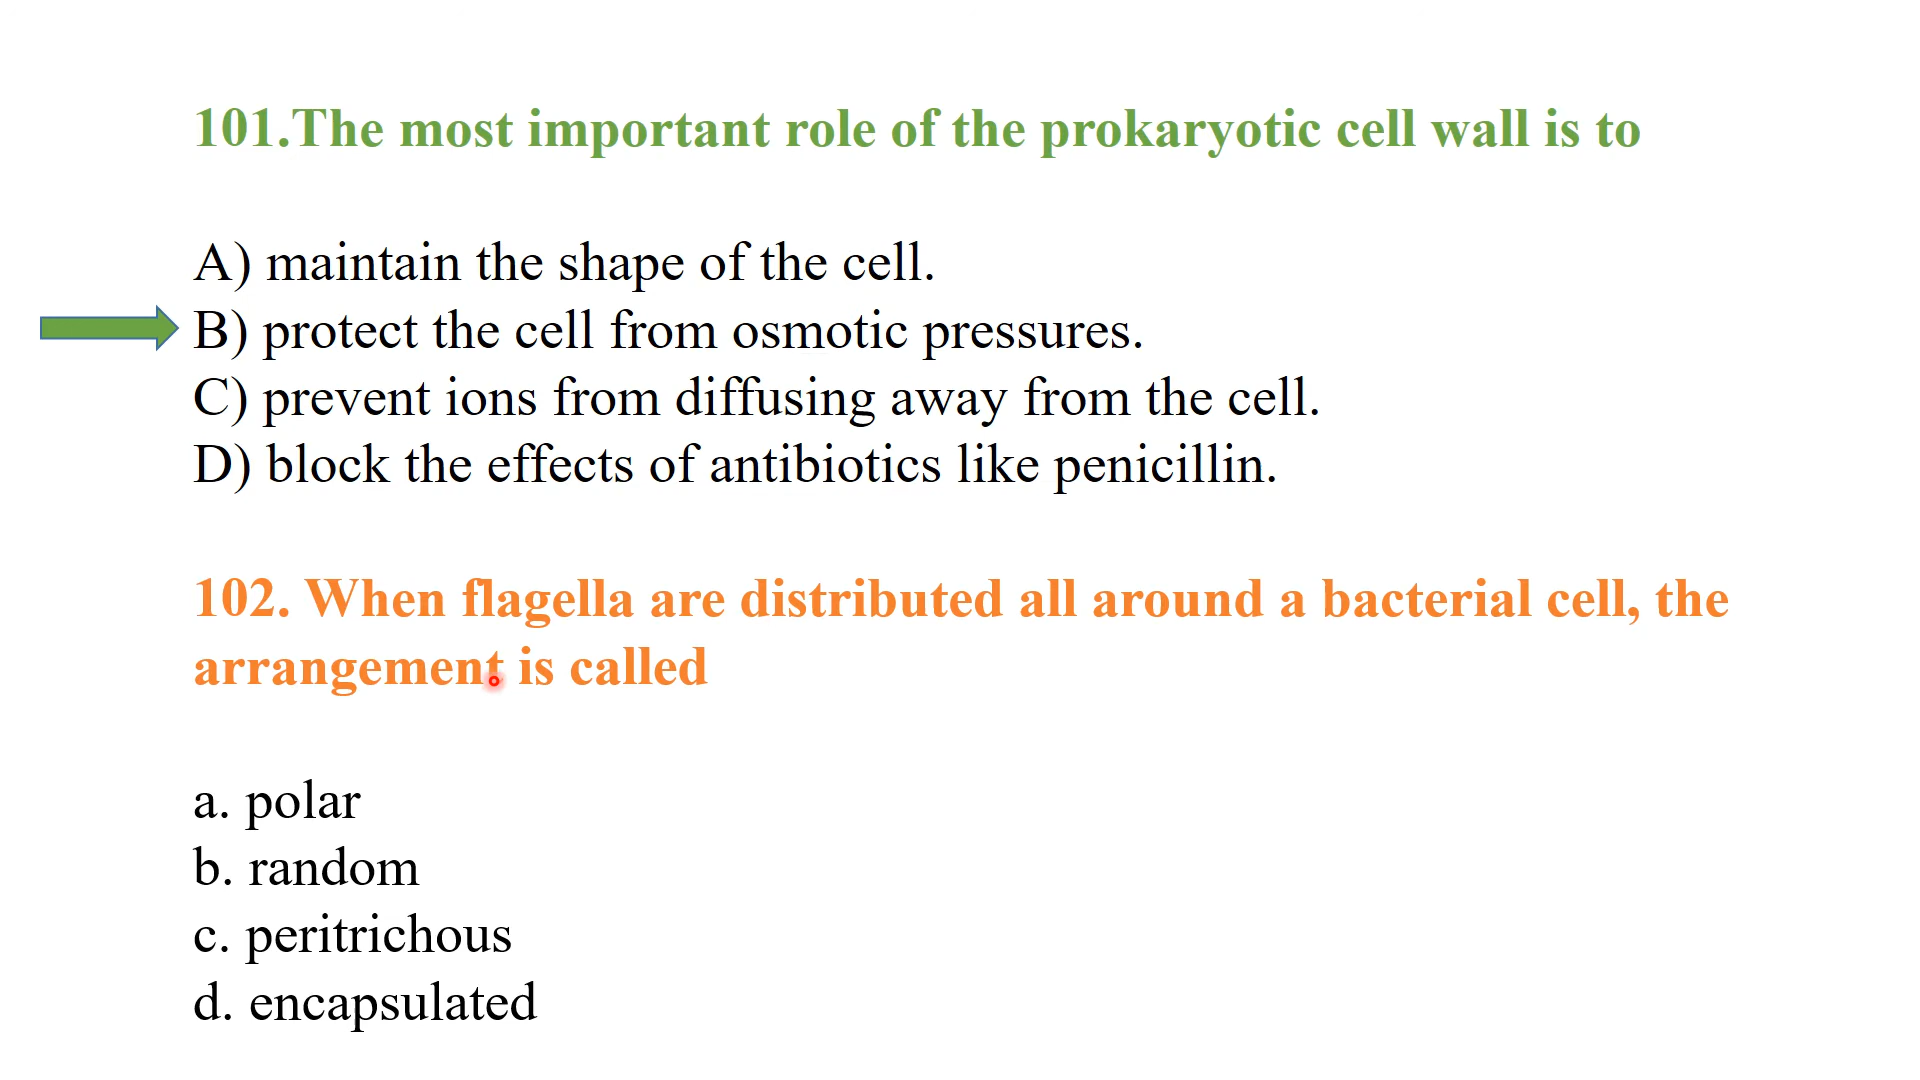 101.The most important role of the prokaryotic cell wall is to
A) maintain the shape of the cell.
B) protect the cell from osmotic pressures.
C) prevent ions from diffusing away from the cell.
D) block the effects of antibiotics like penicillin.
102. When flagella are distributed all around a bacterial cell, the
arrangement is called
a. polar
b. random
c. peritrichous
d. encapsulated